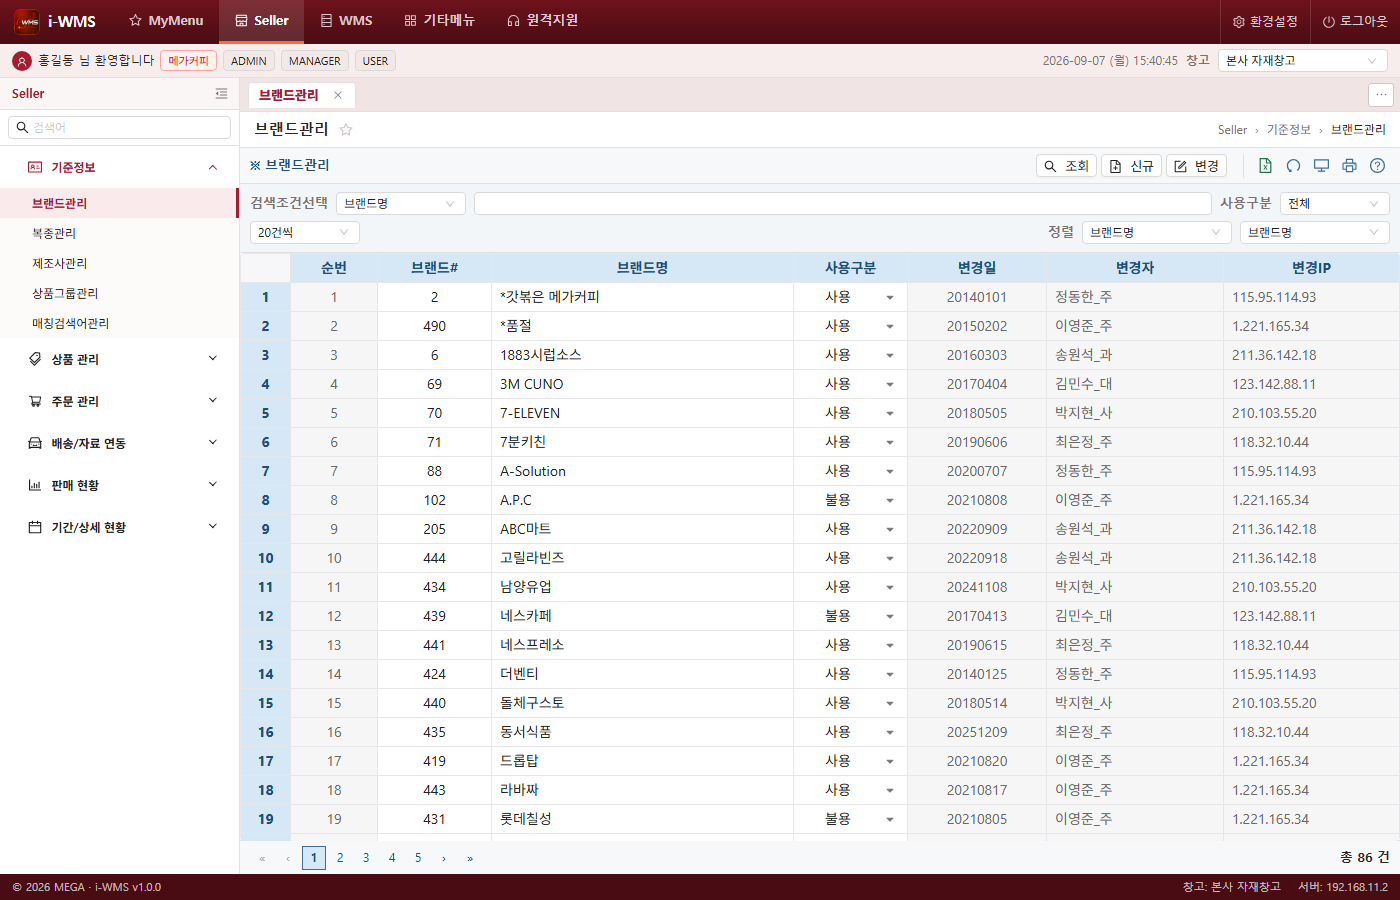 WMS i-WMS MyMenu Seller WMS 기타메뉴 원격지원 환경설정 로그아웃
홍길동 님 환영합니다 메가커피 ADMIN MANAGER USER 2026-09-07 (월) 15:40:45 창고 본사 자재창고
Seller
브랜드관리 ×
검색어
브랜드관리
Seller › 기준정보 › 브랜드관리
기준정보
브랜드관리
복종관리
제조사관리
상품그룹관리
매칭검색어관리
상품 관리
주문 관리
배송/자료 연동
판매 현황
기간/상세 현황
※ 브랜드관리 조회 신규 변경
검색조건선택 브랜드명 사용구분 전체
20건씩 정렬 브랜드명 브랜드명
순번 브랜드# 브랜드명 사용구분 변경일 변경자 변경IP
1 1 2 *갓볶은 메가커피 사용 20140101 정동한_주 115.95.114.93
2 2 490 *품절 사용 20150202 이영준_주 1.221.165.34
3 3 6 1883시럽소스 사용 20160303 송원석_과 211.36.142.18
4 4 69 3M CUNO 사용 20170404 김민수_대 123.142.88.11
5 5 70 7-ELEVEN 사용 20180505 박지현_사 210.103.55.20
6 6 71 7분키친 사용 20190606 최은정_주 118.32.10.44
7 7 88 A-Solution 사용 20200707 정동한_주 115.95.114.93
8 8 102 A.P.C 불용 20210808 이영준_주 1.221.165.34
9 9 205 ABC마트 사용 20220909 송원석_과 211.36.142.18
10 10 444 고릴라빈즈 사용 20220918 송원석_과 211.36.142.18
11 11 434 남양유업 사용 20241108 박지현_사 210.103.55.20
12 12 439 네스카페 불용 20170413 김민수_대 123.142.88.11
13 13 441 네스프레소 사용 20190615 최은정_주 118.32.10.44
14 14 424 더벤티 사용 20140125 정동한_주 115.95.114.93
15 15 440 돌체구스토 사용 20180514 박지현_사 210.103.55.20
16 16 435 동서식품 사용 20251209 최은정_주 118.32.10.44
17 17 419 드롭탑 사용 20210820 이영준_주 1.221.165.34
18 18 443 라바짜 사용 20210817 이영준_주 1.221.165.34
19 19 431 롯데칠성 불용 20210805 이영준_주 1.221.165.34
« ‹ 1 2 3 4 5 › » 총 86 건
© 2026 MEGA · i-WMS v1.0.0 창고: 본사 자재창고 서버: 192.168.11.2